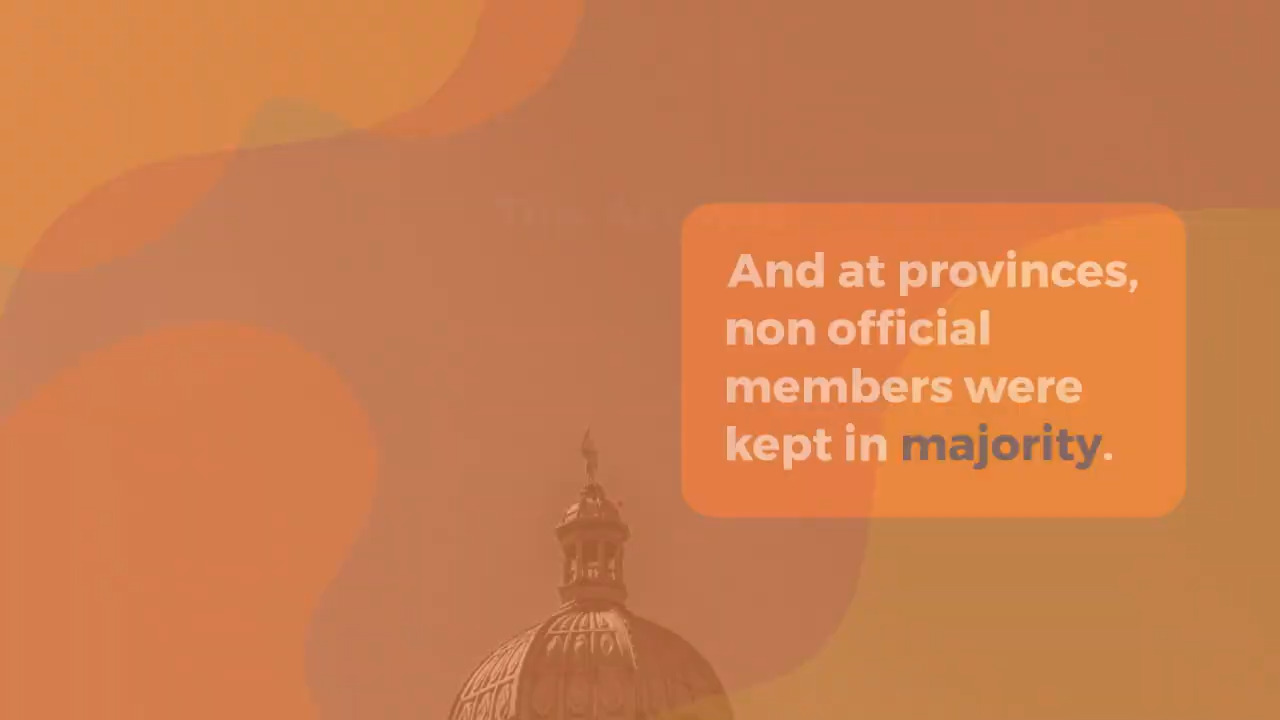 And at provinces,
non official
members were
kept in majority.